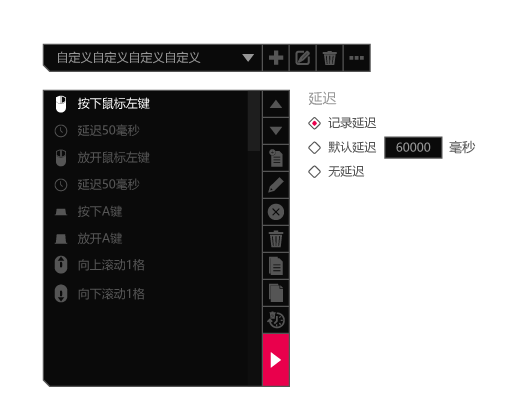 自定义自定义自定义自定义
按下鼠标左键
延迟50毫秒
放开鼠标左键
延迟50毫秒
按下A键
放开A键
向上滚动1格
向下滚动1格
延迟
记录延迟
默认延迟 60000 毫秒
无延迟